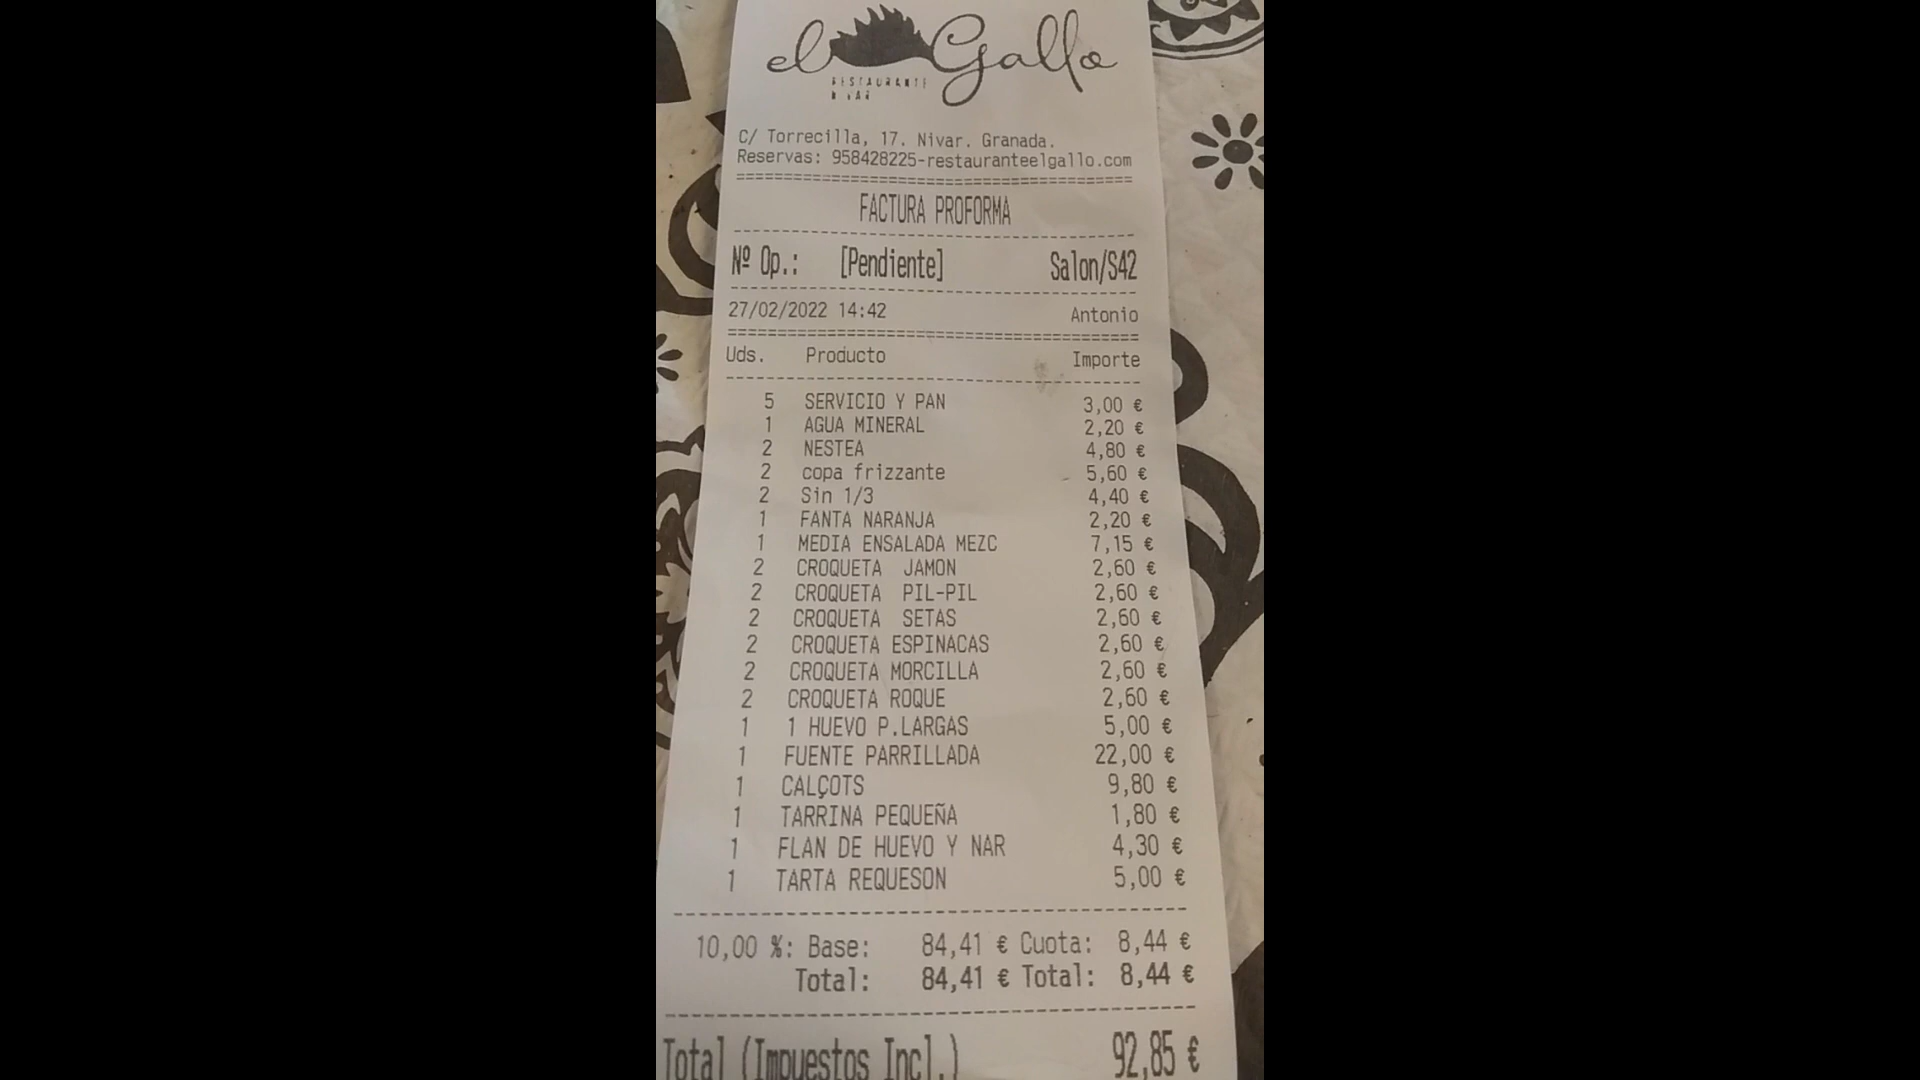 el Gallo
RESTAURANTE
& BAR
C/ Torrecilla, 17. Nivar. Granada.
Reservas: 958428225-restauranteelgallo.com
FACTURA PROFORMA
Nº Op.: [Pendiente] Salon/S42
27/02/2022 14:42 Antonio
Uds. Producto Importe
5 SERVICIO Y PAN 3,00 €
1 AGUA MINERAL 2,20 €
2 NESTEA 4,80 €
2 copa frizzante 5,60 €
2 Sin 1/3 4,40 €
1 FANTA NARANJA 2,20 €
1 MEDIA ENSALADA MEZC 7,15 €
2 CROQUETA JAMON 2,60 €
2 CROQUETA PIL-PIL 2,60 €
2 CROQUETA SETAS 2,60 €
2 CROQUETA ESPINACAS 2,60 €
2 CROQUETA MORCILLA 2,60 €
2 CROQUETA ROQUE 2,60 €
1 1 HUEVO P.LARGAS 5,00 €
1 FUENTE PARRILLADA 22,00 €
1 CALÇOTS 9,80 €
1 TARRINA PEQUEÑA 1,80 €
1 FLAN DE HUEVO Y NAR 4,30 €
1 TARTA REQUESON 5,00 €
10,00 %: Base: 84,41 € Cuota: 8,44 €
Total: 84,41 € Total: 8,44 €
Total (Impuestos Incl.) 92,85 €